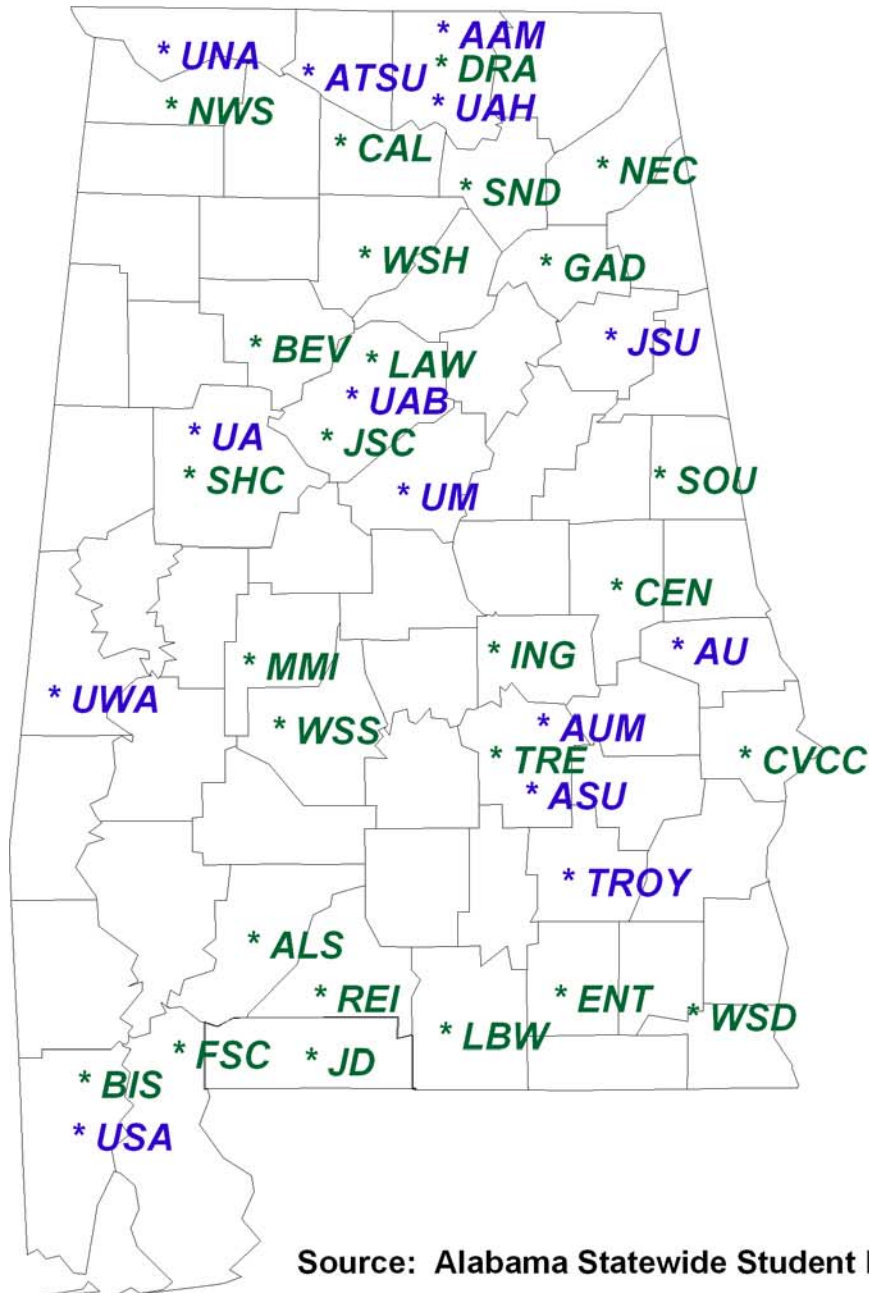 * UNA
* ATSU
* AAM
* DRA
* UAH
* NWS
* CAL
* SND
* NEC
* WSH
* GAD
* BEV
* LAW
* JSU
* UAB
* UA
* JSC
* SHC
* UM
* SOU
* CEN
* MMI
* ING
* AU
* UWA
* WSS
* AUM
* TRE
* CVCC
* ASU
* TROY
* ALS
* REI
* ENT
* WSD
* LBW
* FSC
* JD
* BIS
* USA
Source: Alabama Statewide Student